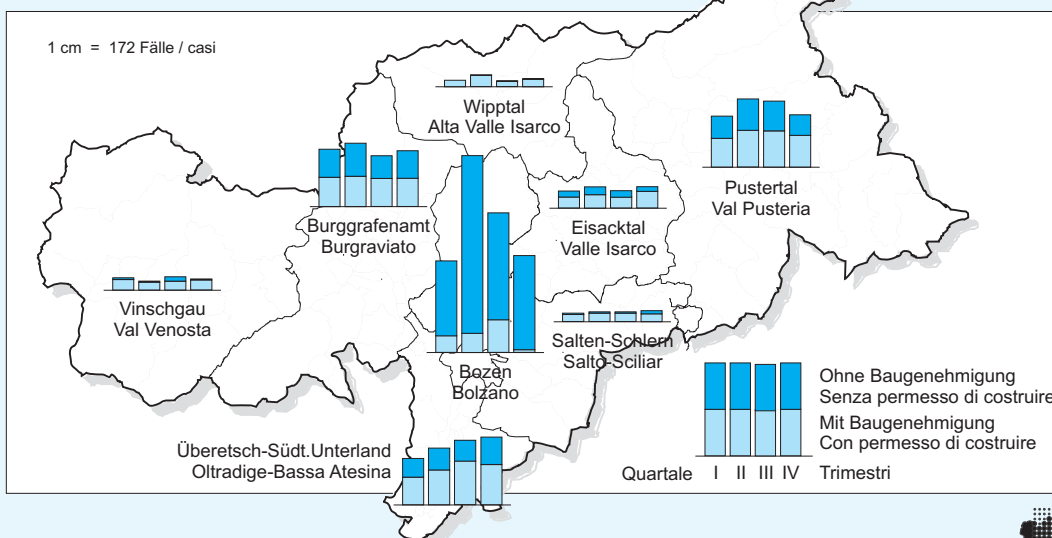 1 cm = 172 Fälle / casi
Wipptal
Alta Valle Isarco
Pustertal
Val Pusteria
Burggrafenamt
Burgraviato
Eisacktal
Valle Isarco
Vinschgau
Val Venosta
Salten-Schlern
Salto-Sciliar
Bozen
Bolzano
Überetsch-Südt.Unterland
Oltradige-Bassa Atesina
Ohne Baugenehmigung
Senza permesso di costruire
Mit Baugenehmigung
Con permesso di costruire
Quartale I II III IV Trimestri